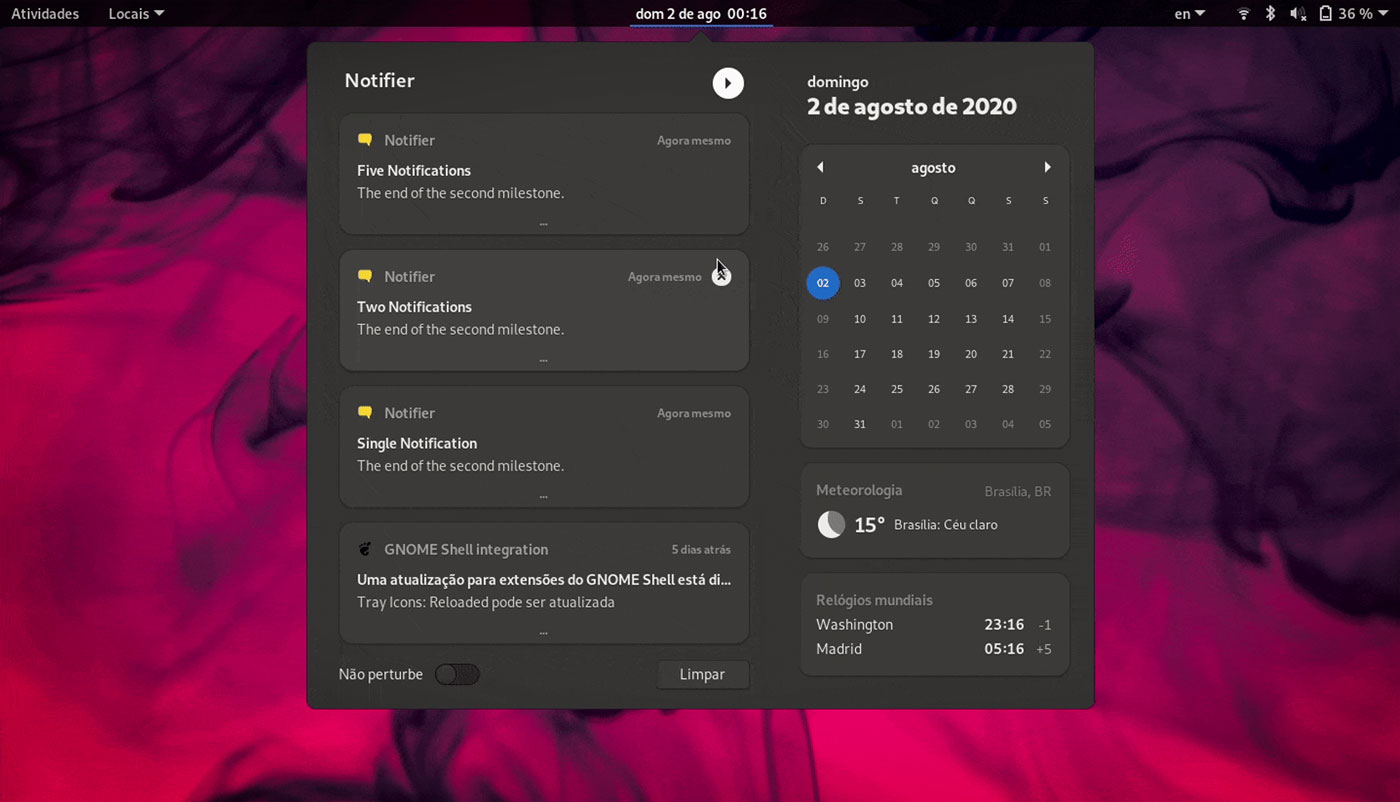 Atividades Locais dom 2 de ago 00:16 en 36 %
Notifier
Notifier Agora mesmo
Five Notifications
The end of the second milestone.
...
Notifier Agora mesmo
Two Notifications
The end of the second milestone.
...
Notifier Agora mesmo
Single Notification
The end of the second milestone.
...
GNOME Shell integration 5 dias atrás
Uma atualização para extensões do GNOME Shell está di...
Tray Icons: Reloaded pode ser atualizada
...
Não perturbe Limpar
domingo
2 de agosto de 2020
agosto
D S T Q Q S S
26 27 28 29 30 31 01
02 03 04 05 06 07 08
09 10 11 12 13 14 15
16 17 18 19 20 21 22
23 24 25 26 27 28 29
30 31 01 02 03 04 05
Meteorologia Brasília, BR
15° Brasília: Céu claro
Relógios mundiais
Washington 23:16 -1
Madrid 05:16 +5